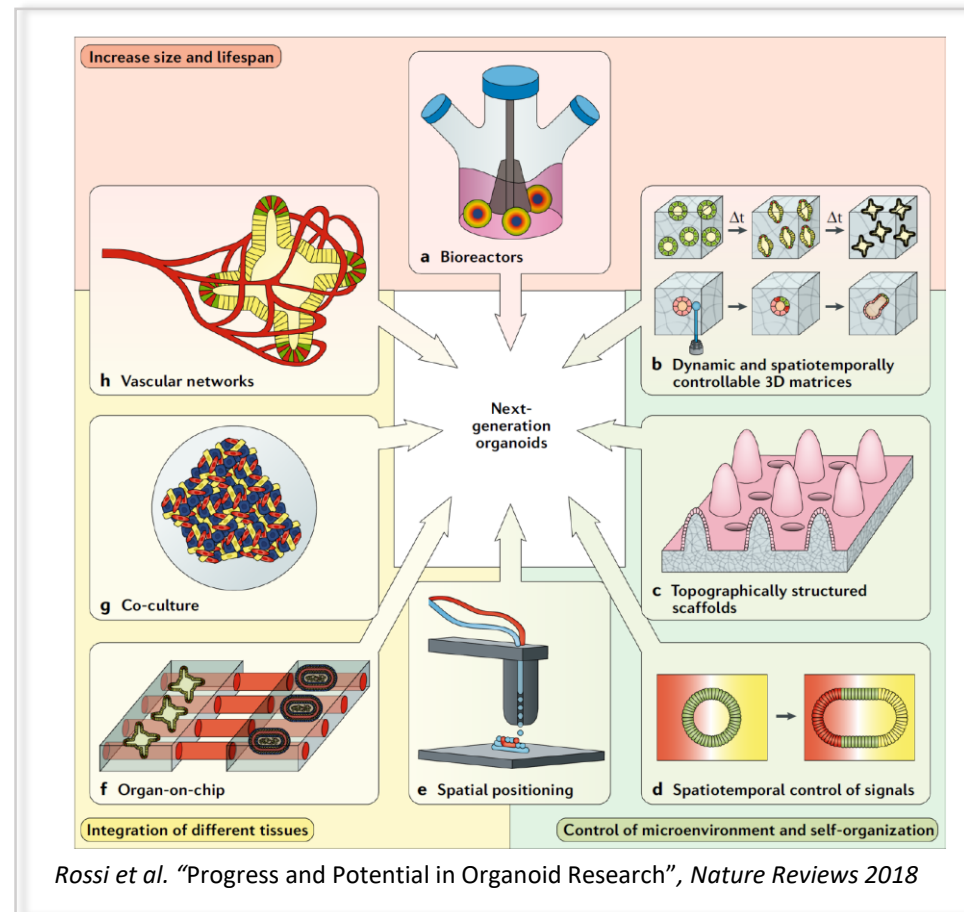 Increase size and lifespan
a Bioreactors
Δt
Δt
b Dynamic and spatiotemporally
controllable 3D matrices
h Vascular networks
Next-
generation
organoids
g Co-culture
c Topographically structured
scaffolds
f Organ-on-chip
e Spatial positioning
d Spatiotemporal control of signals
Integration of different tissues
Control of microenvironment and self-organization
Rossi et al. “Progress and Potential in Organoid Research”, Nature Reviews 2018